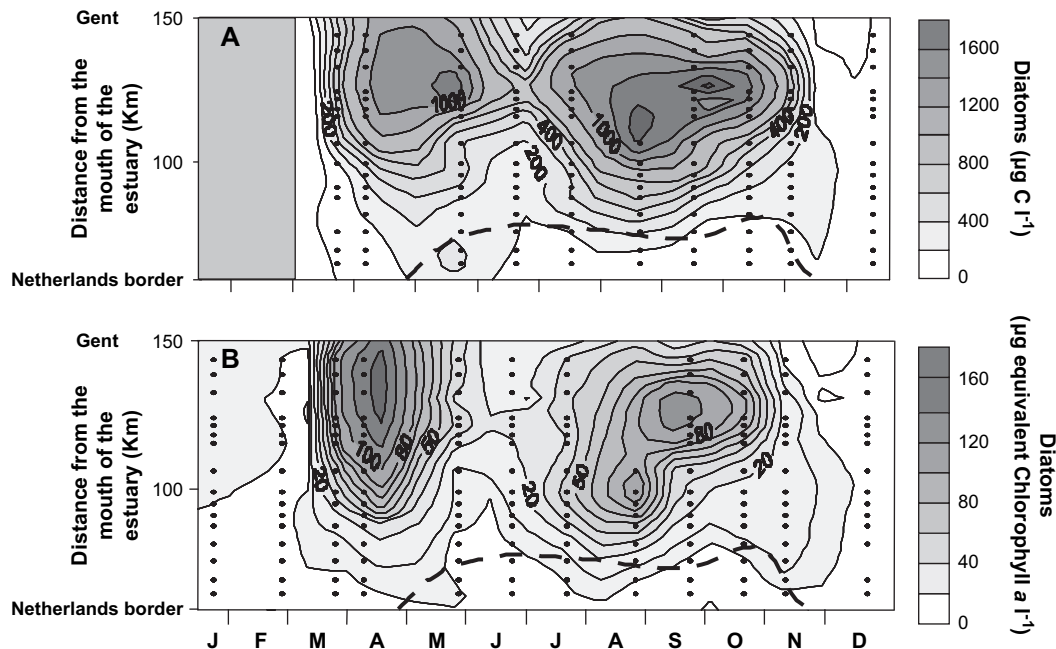 Gent 150
A
Distance from the
mouth of the
estuary (Km)
100
Netherlands border
200
1000
400
200
1000
400
200
1600
1200
800
400
0
Diatoms (µg C l-1)
Gent 150
B
Distance from the
mouth of the
estuary (Km)
100
Netherlands border
20
100
80
60
20
80
20
J F M A M J J A S O N D
160
120
80
40
0
Diatoms
(µg equivalent Chlorophyll a l-1)